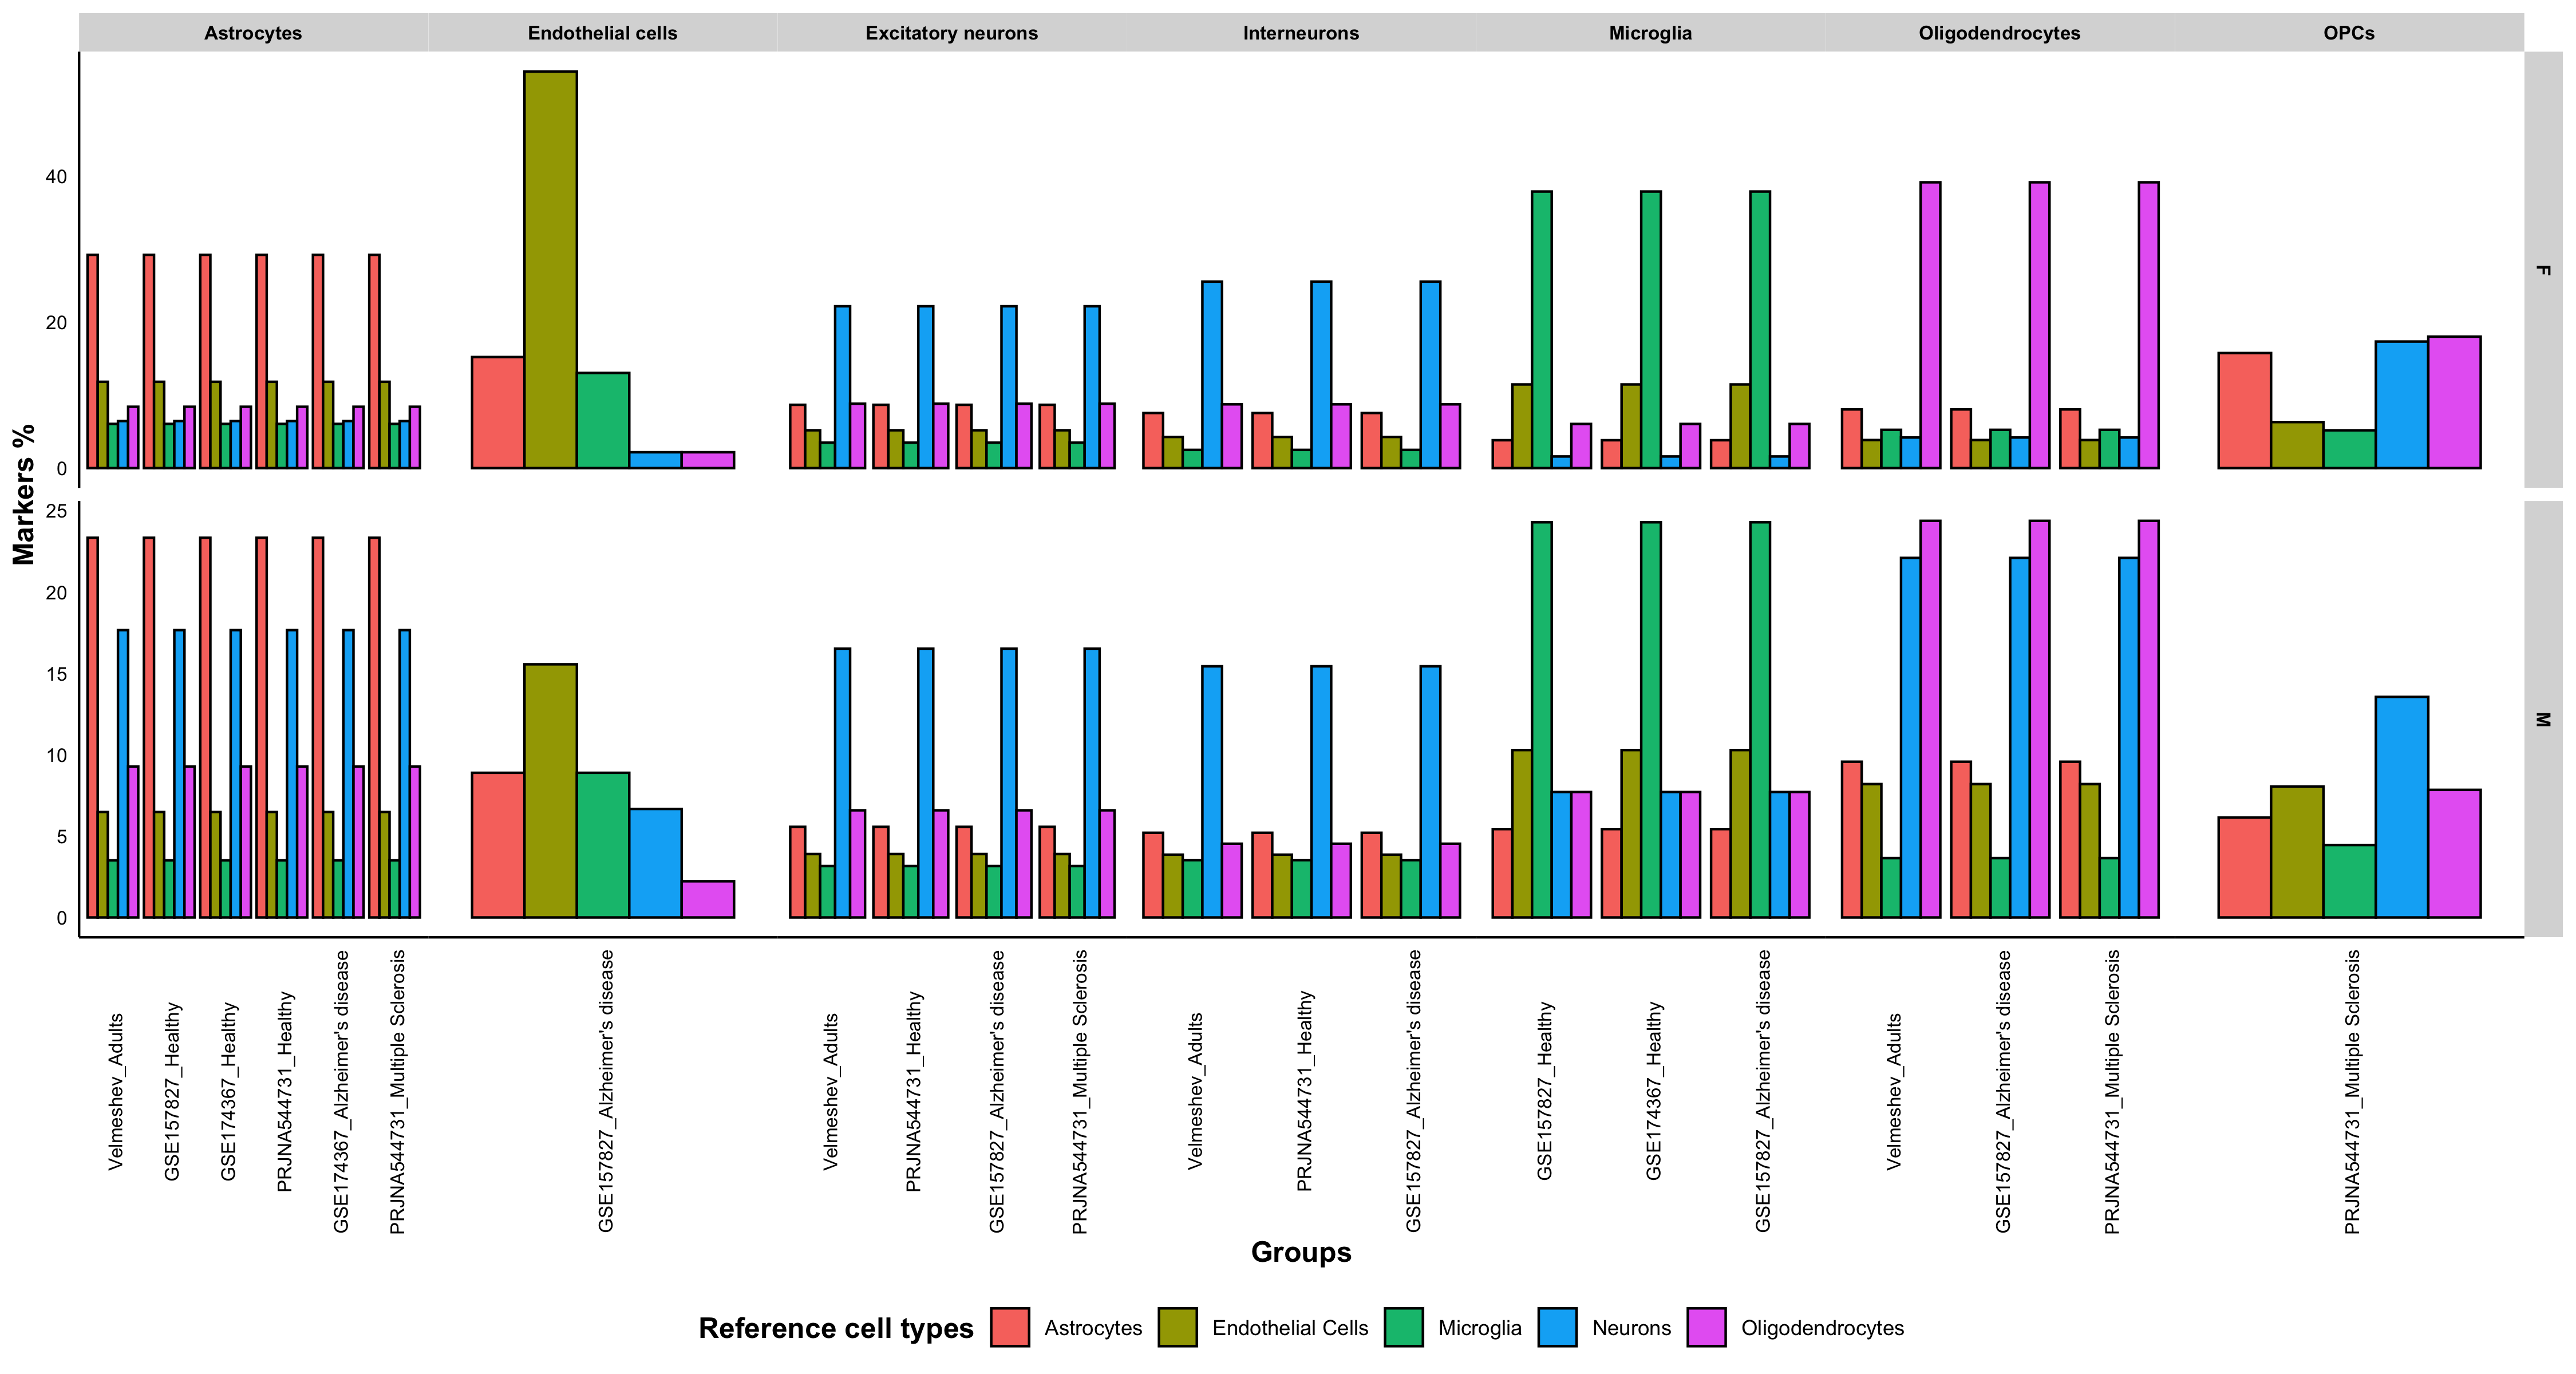 Astrocytes
Endothelial cells
Excitatory neurons
Interneurons
Microglia
Oligodendrocytes
OPCs
Markers %
40
20
0
F
25
20
15
10
5
0
M
Velmeshev_Adults
GSE157827_Healthy
GSE174367_Healthy
PRJNA544731_Healthy
GSE174367_Alzheimer's disease
PRJNA544731_Multiple Sclerosis
GSE157827_Alzheimer's disease
Velmeshev_Adults
PRJNA544731_Healthy
GSE157827_Alzheimer's disease
PRJNA544731_Multiple Sclerosis
Velmeshev_Adults
PRJNA544731_Healthy
GSE157827_Alzheimer's disease
GSE157827_Healthy
GSE174367_Healthy
GSE157827_Alzheimer's disease
Velmeshev_Adults
GSE157827_Alzheimer's disease
PRJNA544731_Multiple Sclerosis
PRJNA544731_Multiple Sclerosis
Groups
Reference cell types
Astrocytes
Endothelial Cells
Microglia
Neurons
Oligodendrocytes